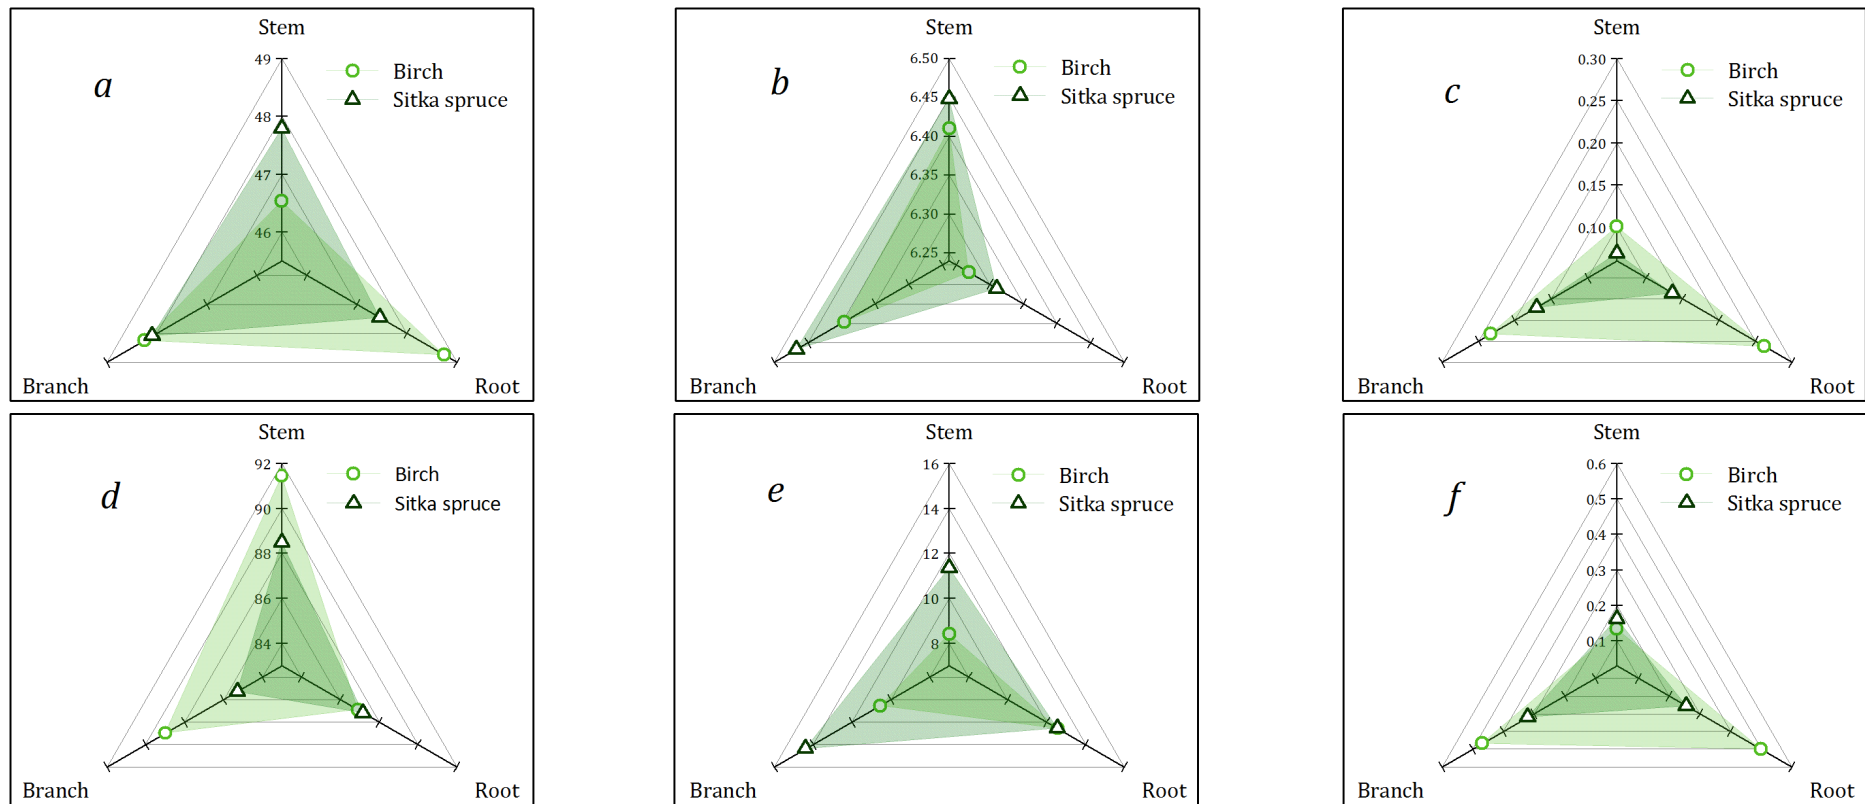 Stem
49
Birch
a
Sitka spruce
48
47
46
Branch
Root
Stem
6.50
Birch
b
6.45
Sitka spruce
6.40
6.35
6.30
6.25
Branch
Root
Stem
0.30
Birch
c
0.25
Sitka spruce
0.20
0.15
0.10
Branch
Root
Stem
92
Birch
d
Sitka spruce
90
88
86
84
Branch
Root
Stem
16
Birch
e
Sitka spruce
14
12
10
8
Branch
Root
Stem
0.6
Birch
f
0.5
Sitka spruce
0.4
0.3
0.2
0.1
Branch
Root